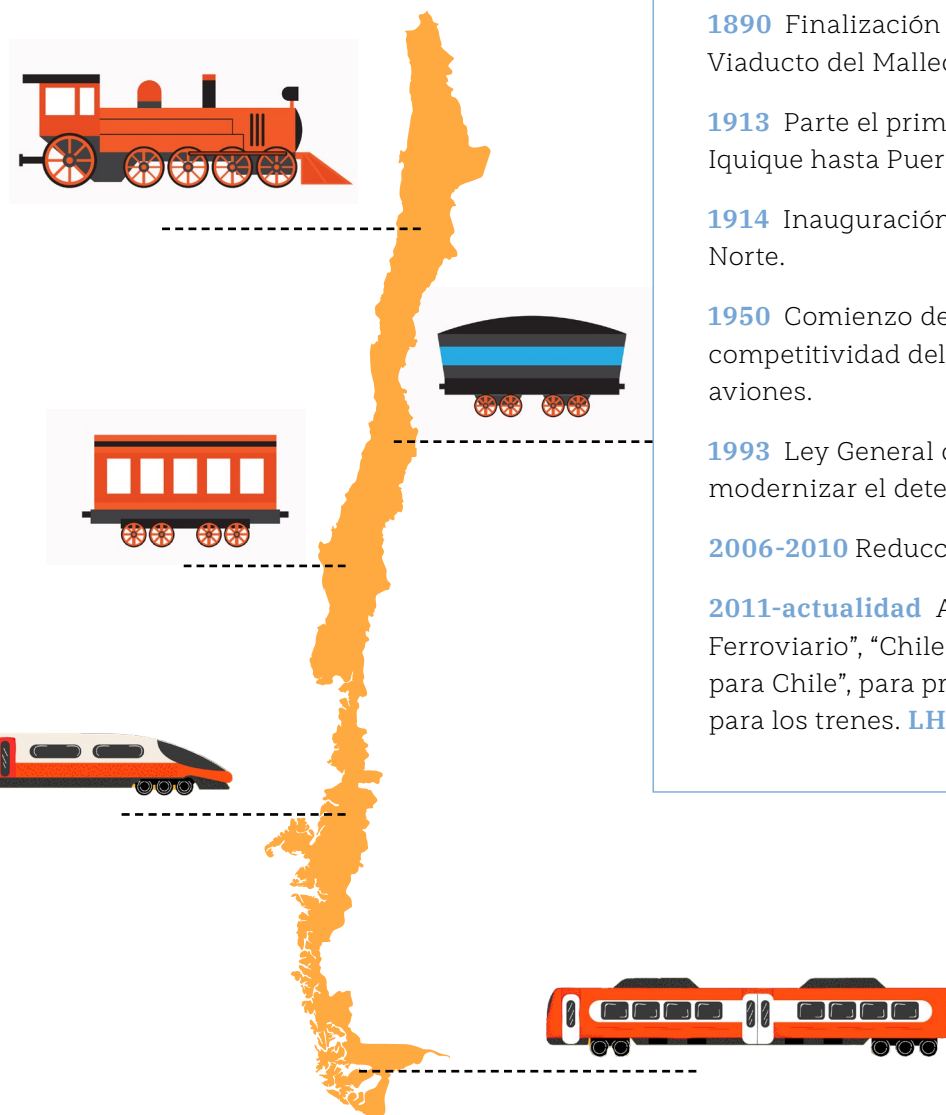 1890 Finalización
Viaducto del Mallec
1913 Parte el prim
Iquique hasta Puer
1914 Inauguración
Norte.
1950 Comienzo de
competitividad del
aviones.
1993 Ley General
modernizar el dete
2006-2010 Reducc
2011-actualidad A
Ferroviario”, “Chile
para Chile”, para pr
para los trenes. LH